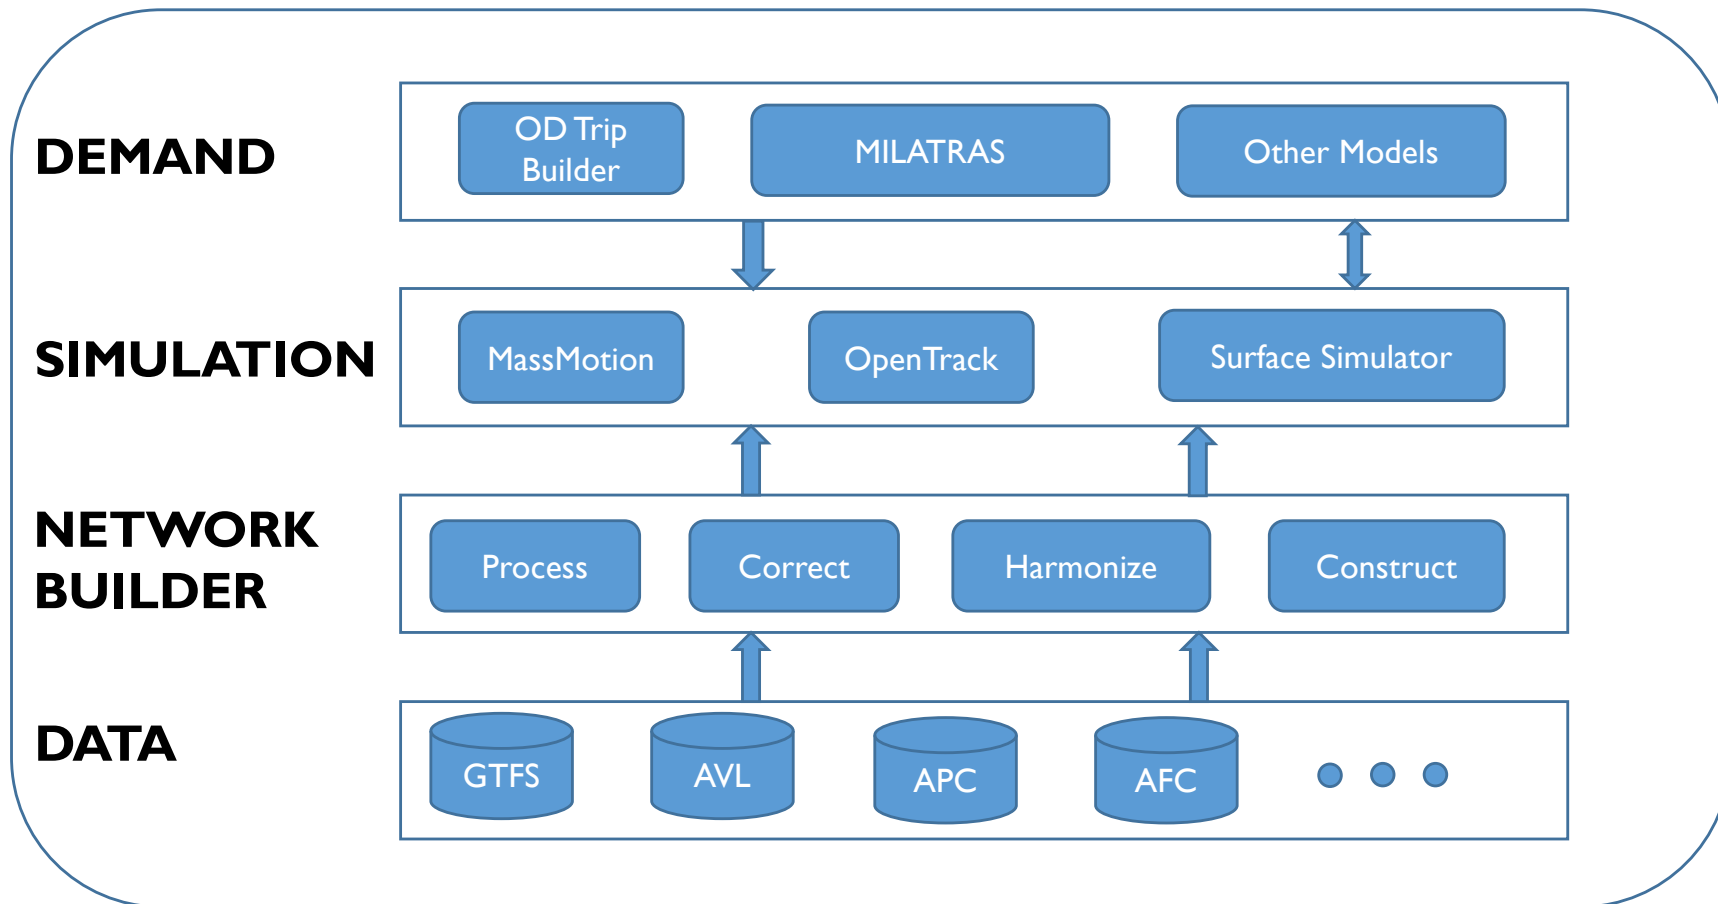 DEMAND
OD Trip
Builder
MILATRAS
Other Models
SIMULATION
MassMotion
OpenTrack
Surface Simulator
NETWORK
BUILDER
Process
Correct
Harmonize
Construct
DATA
GTFS
AVL
APC
AFC